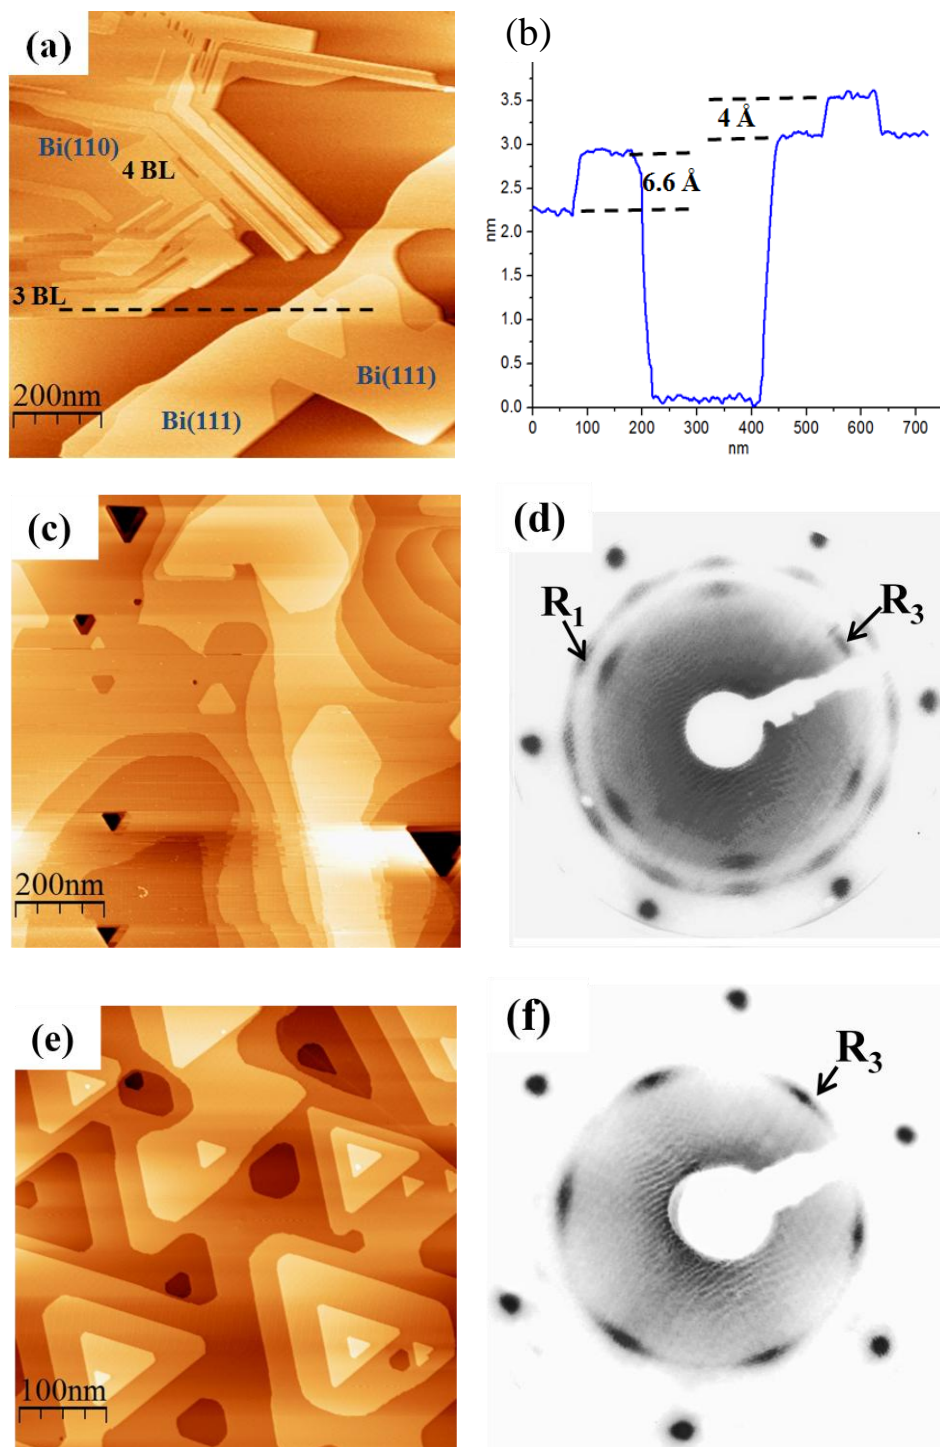 (a)
Bi(110)
4 BL
3 BL
Bi(111)
Bi(111)
200nm
(b)
3.5
3.0
2.5
2.0
1.5
1.0
0.5
0.0
nm
4 Å
6.6 Å
0 100 200 300 400 500 600 700
nm
(c)
200nm
(d)
R1
R3
(e)
100nm
(f)
R3